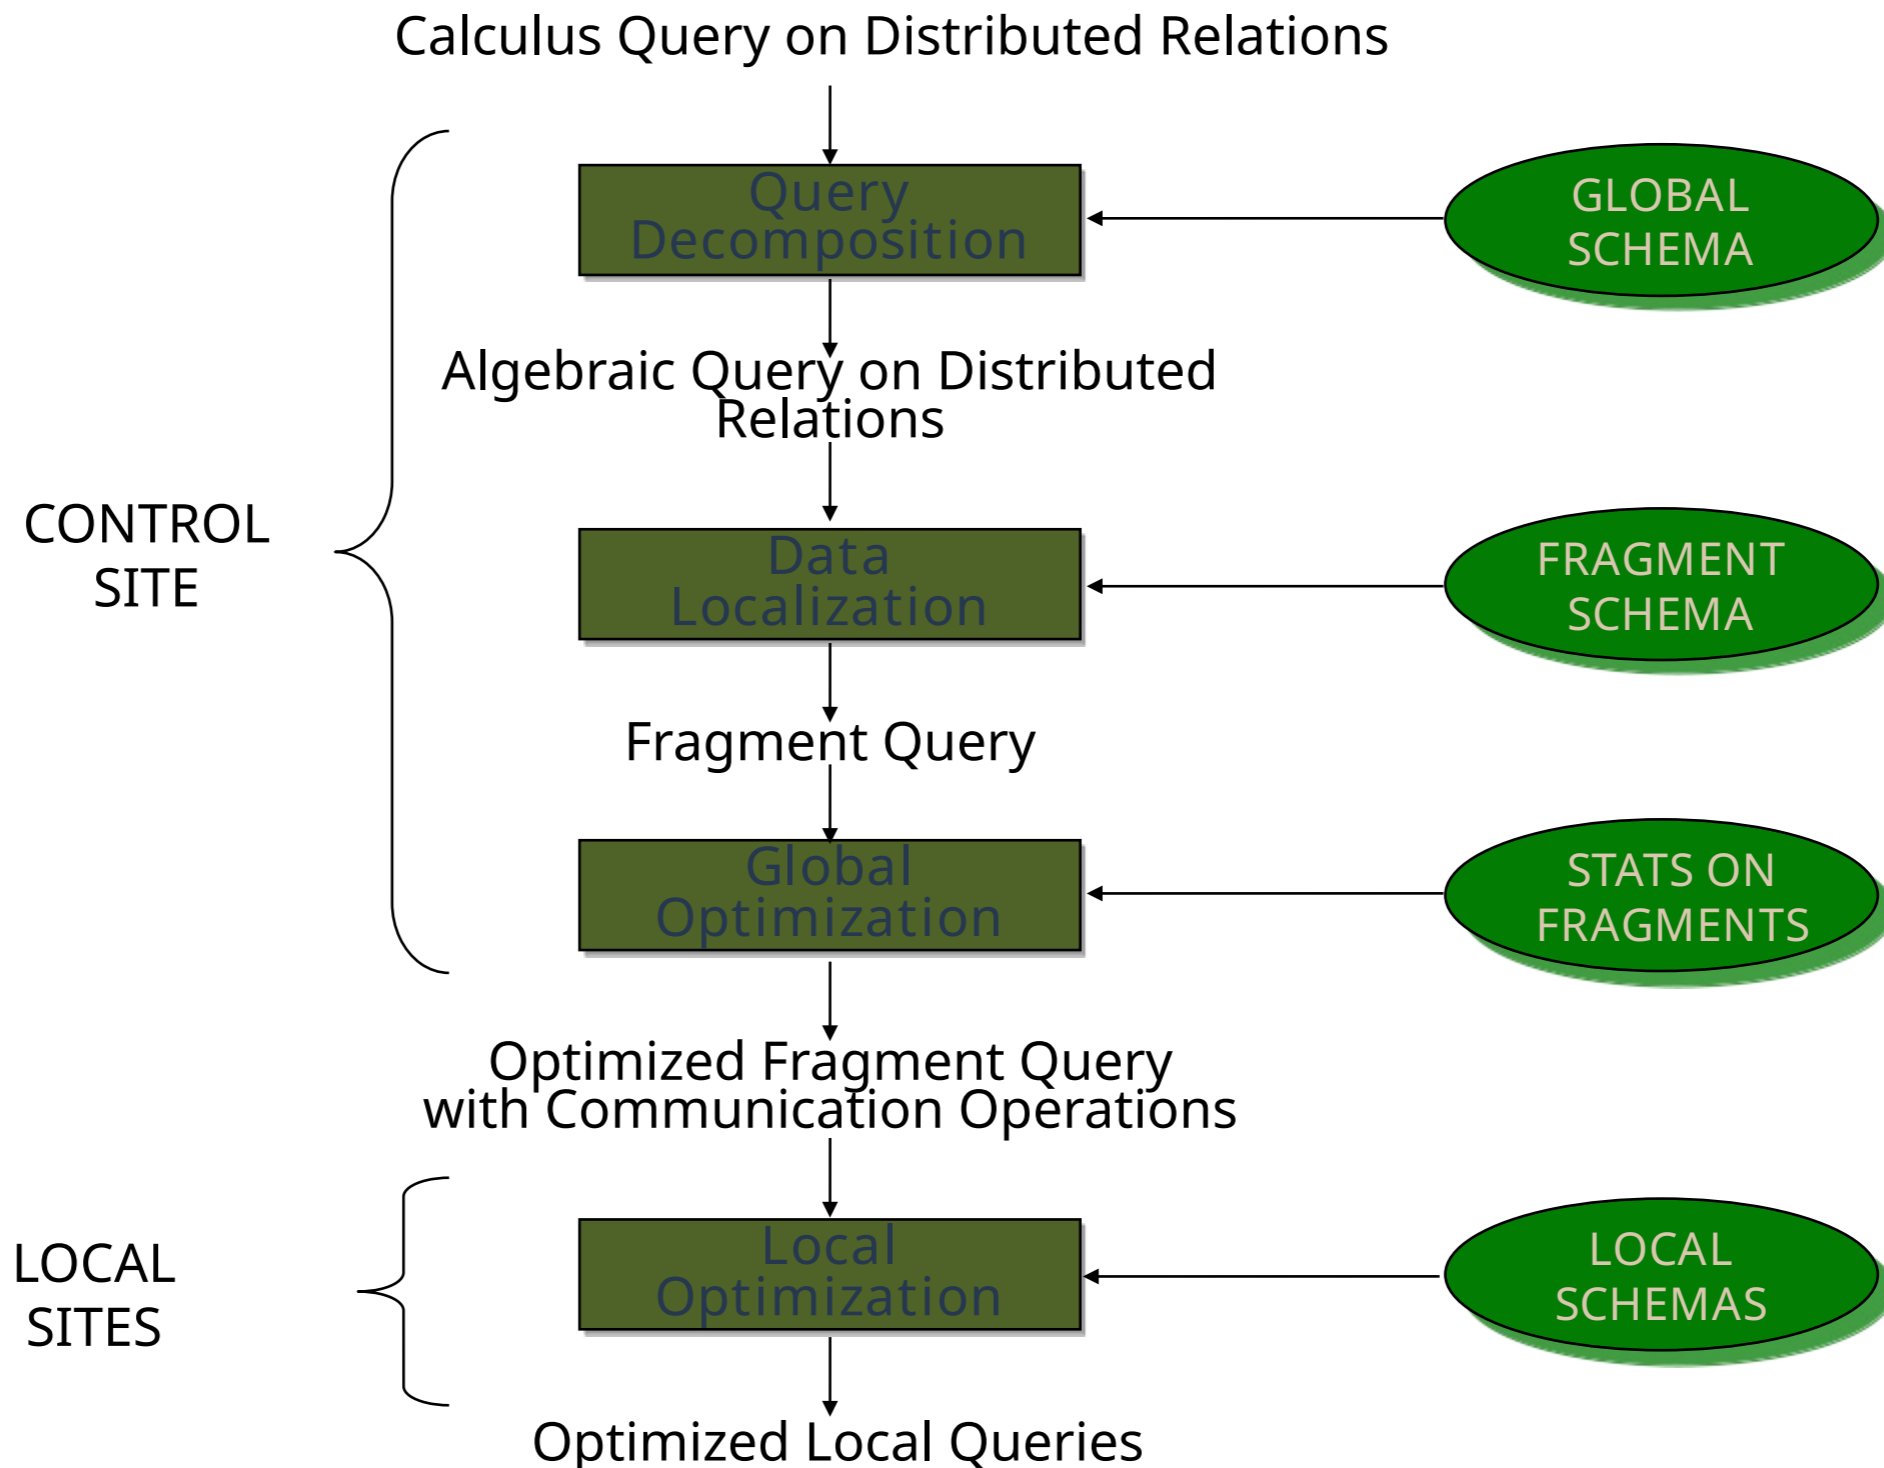 Calculus Query on Distributed Relations
Query
Decomposition
GLOBAL
SCHEMA
Algebraic Query on Distributed
Relations
CONTROL
SITE
Data
Localization
FRAGMENT
SCHEMA
Fragment Query
Global
Optimization
STATS ON
FRAGMENTS
Optimized Fragment Query
with Communication Operations
LOCAL
SITES
Local
Optimization
LOCAL
SCHEMAS
Optimized Local Queries